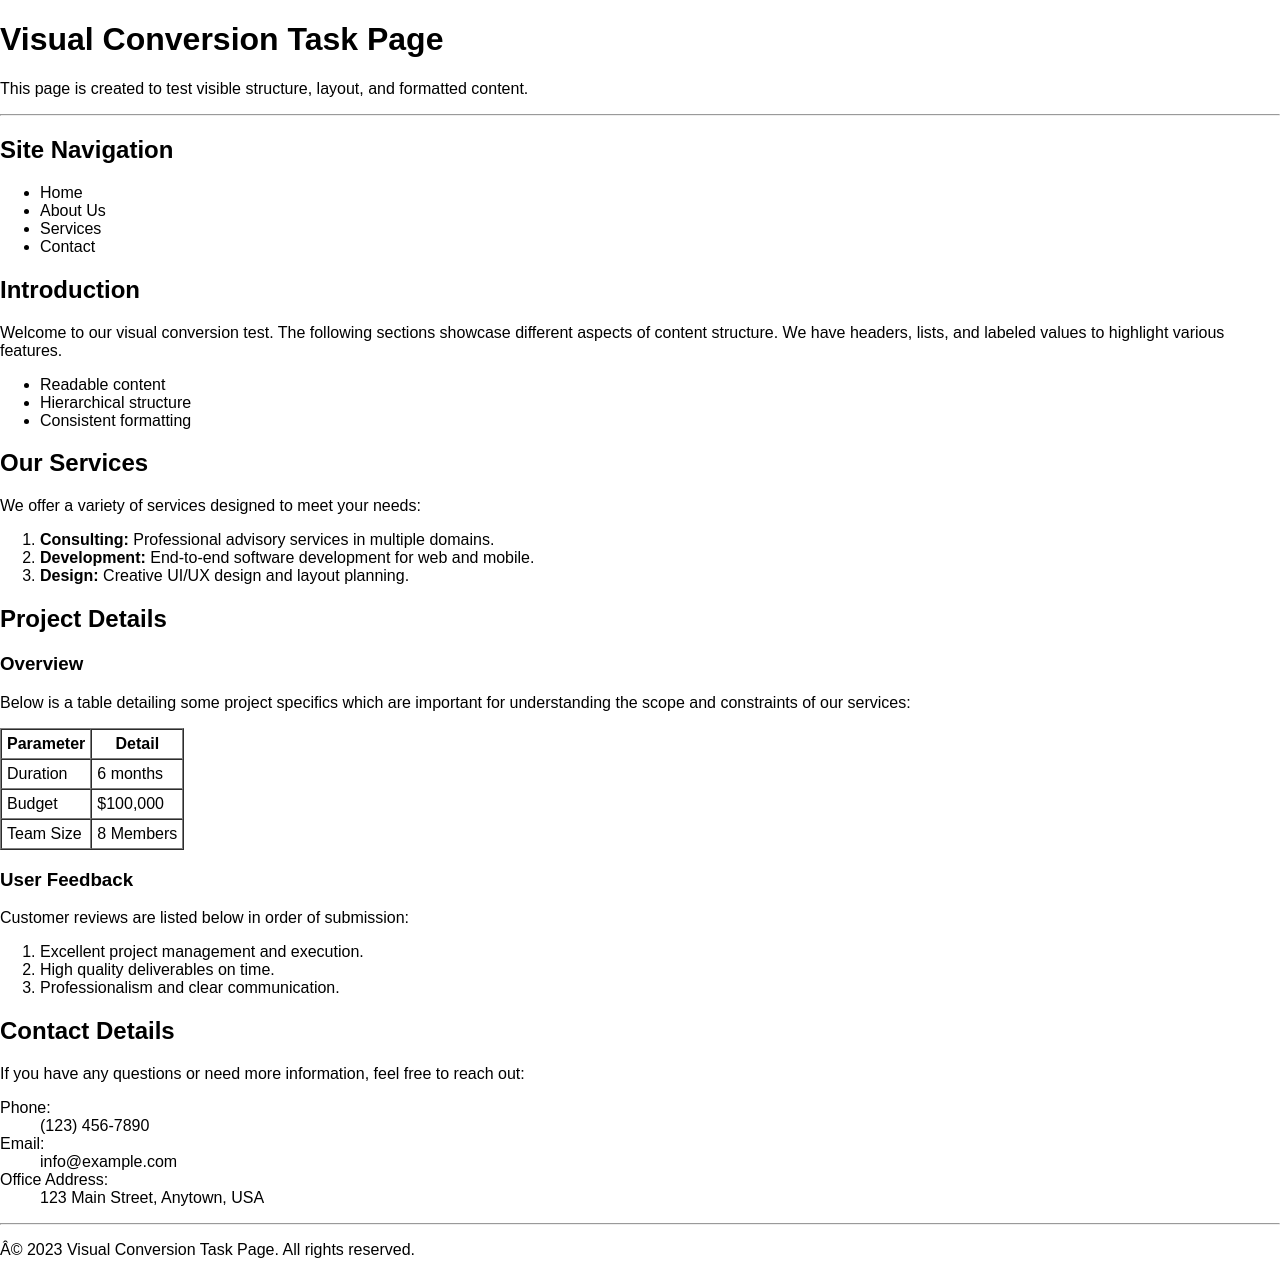 Visual Conversion Task Page
This page is created to test visible structure, layout, and formatted content.
Site Navigation
• Home
• About Us
• Services
• Contact
Introduction
Welcome to our visual conversion test. The following sections showcase different aspects of content structure. We have headers, lists, and labeled values to highlight various
features.
• Readable content
• Hierarchical structure
• Consistent formatting
Our Services
We offer a variety of services designed to meet your needs:
1. Consulting: Professional advisory services in multiple domains.
2. Development: End-to-end software development for web and mobile.
3. Design: Creative UI/UX design and layout planning.
Project Details
Overview
Below is a table detailing some project specifics which are important for understanding the scope and constraints of our services:
Parameter Detail
Duration 6 months
Budget $100,000
Team Size 8 Members
User Feedback
Customer reviews are listed below in order of submission:
1. Excellent project management and execution.
2. High quality deliverables on time.
3. Professionalism and clear communication.
Contact Details
If you have any questions or need more information, feel free to reach out:
Phone:
(123) 456-7890
Email:
info@example.com
Office Address:
123 Main Street, Anytown, USA
Â© 2023 Visual Conversion Task Page. All rights reserved.